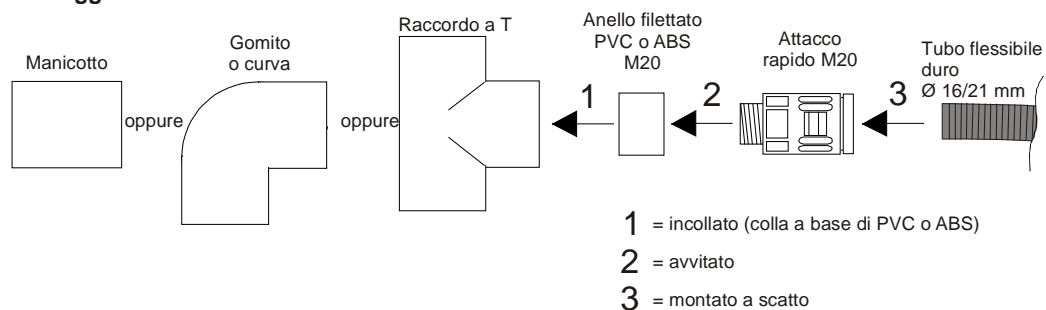 Manicotto
oppure
Gomito
o curva
oppure
Raccordo a T
1
Anello filettato
PVC o ABS
M20
2
Attacco
rapido M20
3
Tubo flessibile
duro
Ø 16/21 mm
1 = incollato (colla a base di PVC o ABS)
2 = avvitato
3 = montato a scatto